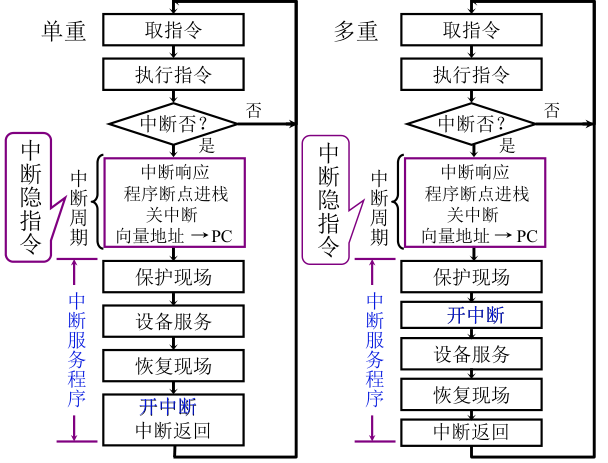 单重
取指令
执行指令
中断否?
否
是
中断隐指令
中断周期
中断响应
程序断点进栈
关中断
向量地址 → PC
中断服务程序
保护现场
设备服务
恢复现场
开中断
中断返回
多重
取指令
执行指令
中断否?
否
是
中断隐指令
中断周期
中断响应
程序断点进栈
关中断
向量地址 → PC
中断服务程序
保护现场
开中断
设备服务
恢复现场
中断返回